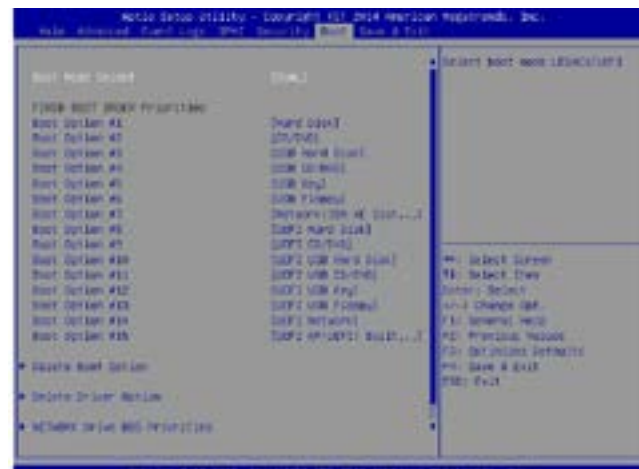 Aptio Setup Utility - Copyright (C) 2014 American Megatrends, Inc.
Main Advanced Event Logs IPMI Security Boot Save & Exit
Boot Mode Select [DUAL]
FIXED BOOT ORDER Priorities
Boot Option #1 [Hard Disk]
Boot Option #2 [CD/DVD]
Boot Option #3 [USB Hard Disk]
Boot Option #4 [USB CD/DVD]
Boot Option #5 [USB Key]
Boot Option #6 [USB Floppy]
Boot Option #7 [Network:IBA
Boot Option #8 [UEFI Hard Disk]
Boot Option #9 [UEFI CD/DVD]
Boot Option #10 [UEFI USB Hard Disk]
Boot Option #11 [UEFI USB CD/DVD]
Boot Option #12 [UEFI USB Key]
Boot Option #13 [UEFI USB Floppy]
Boot Option #14 [UEFI Network]
Boot Option #15 [UEFI AP:UEFI: Built...]
Delete Boot Option
Delete Driver Option
NETWORK Drive BBS Priorities
Select boot mode LEGACY/UEFI
Select Screen
Select Item
Enter: Select
+/-: Change Opt.
F1: General Help
F2: Previous Values
F3: Optimized Defaults
F4: Save & Exit
ESC: Exit